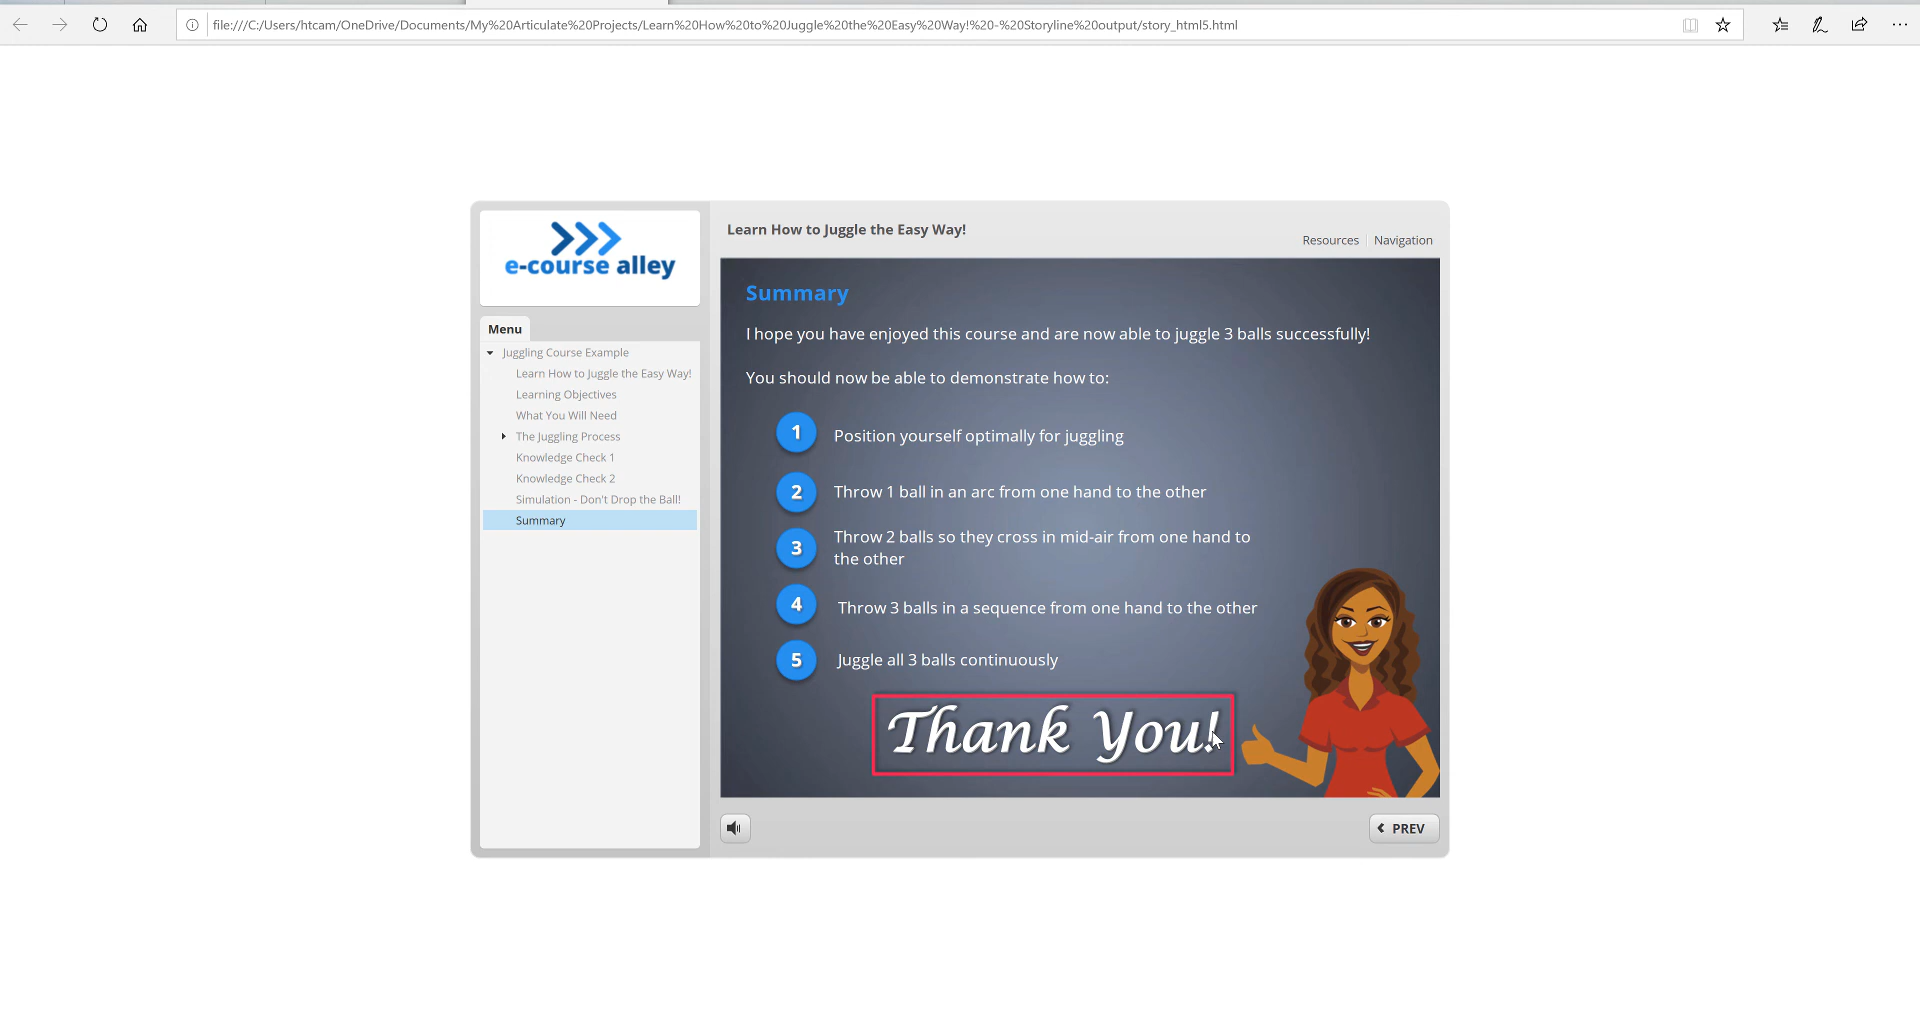 file:///C:/Users/htcam/OneDrive/Documents/My%20Articulate%20Projects/Learn%20How%20to%20Juggle%20the%20Easy%20Way!%20-%20Storyline%20output/story_html5.html
e-course alley
Menu
Juggling Course Example
Learn How to Juggle the Easy Way!
Learning Objectives
What You Will Need
The Juggling Process
Knowledge Check 1
Knowledge Check 2
Simulation - Don't Drop the Ball!
Summary
Learn How to Juggle the Easy Way!
Resources
Navigation
Summary
I hope you have enjoyed this course and are now able to juggle 3 balls successfully!
You should now be able to demonstrate how to:
1 Position yourself optimally for juggling
2 Throw 1 ball in an arc from one hand to the other
3 Throw 2 balls so they cross in mid-air from one hand to
the other
4 Throw 3 balls in a sequence from one hand to the other
5 Juggle all 3 balls continuously
Thank You!
PREV